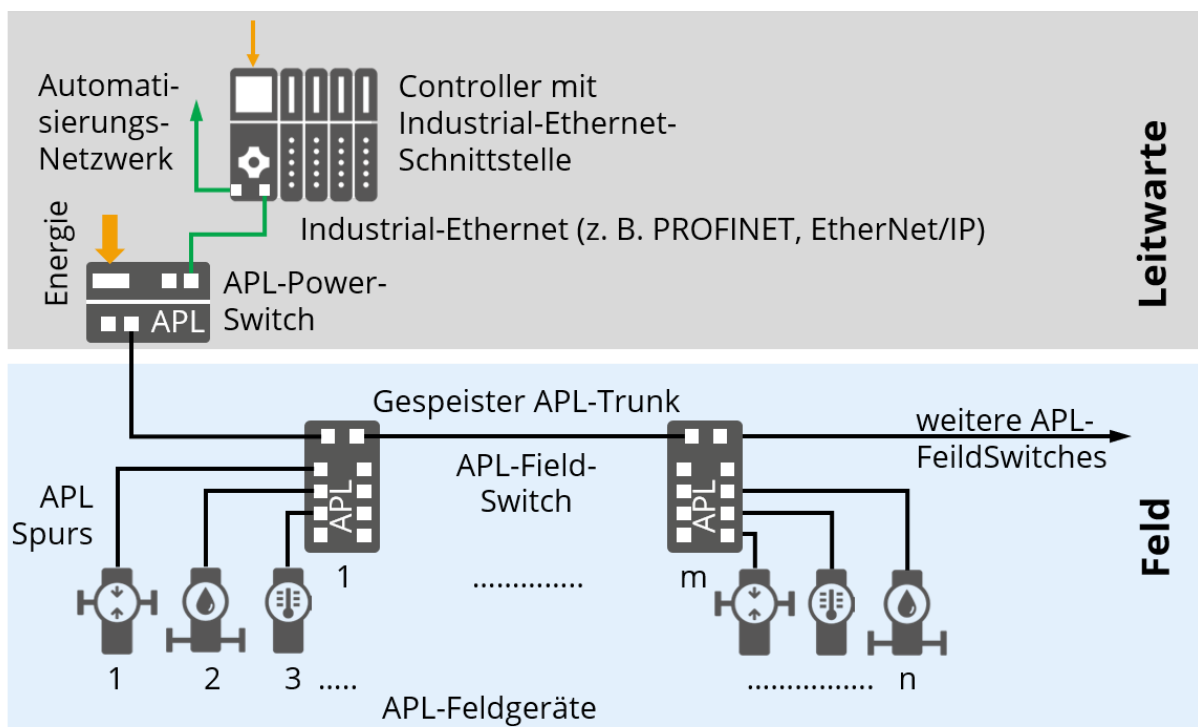 Automati-
sierungs-
Netzwerk
Controller mit
Industrial-Ethernet-
Schnittstelle
Leitwarte
Energie
Industrial-Ethernet (z. B. PROFINET, EtherNet/IP)
APL-Power-
Switch
APL
Gespeister APL-Trunk
weitere APL-
FeildSwitches
APL-Field-
Switch
APL
Spurs
APL
APL
Feld
1
..............
m
1
2
3
.....
................
n
APL-Feldgeräte